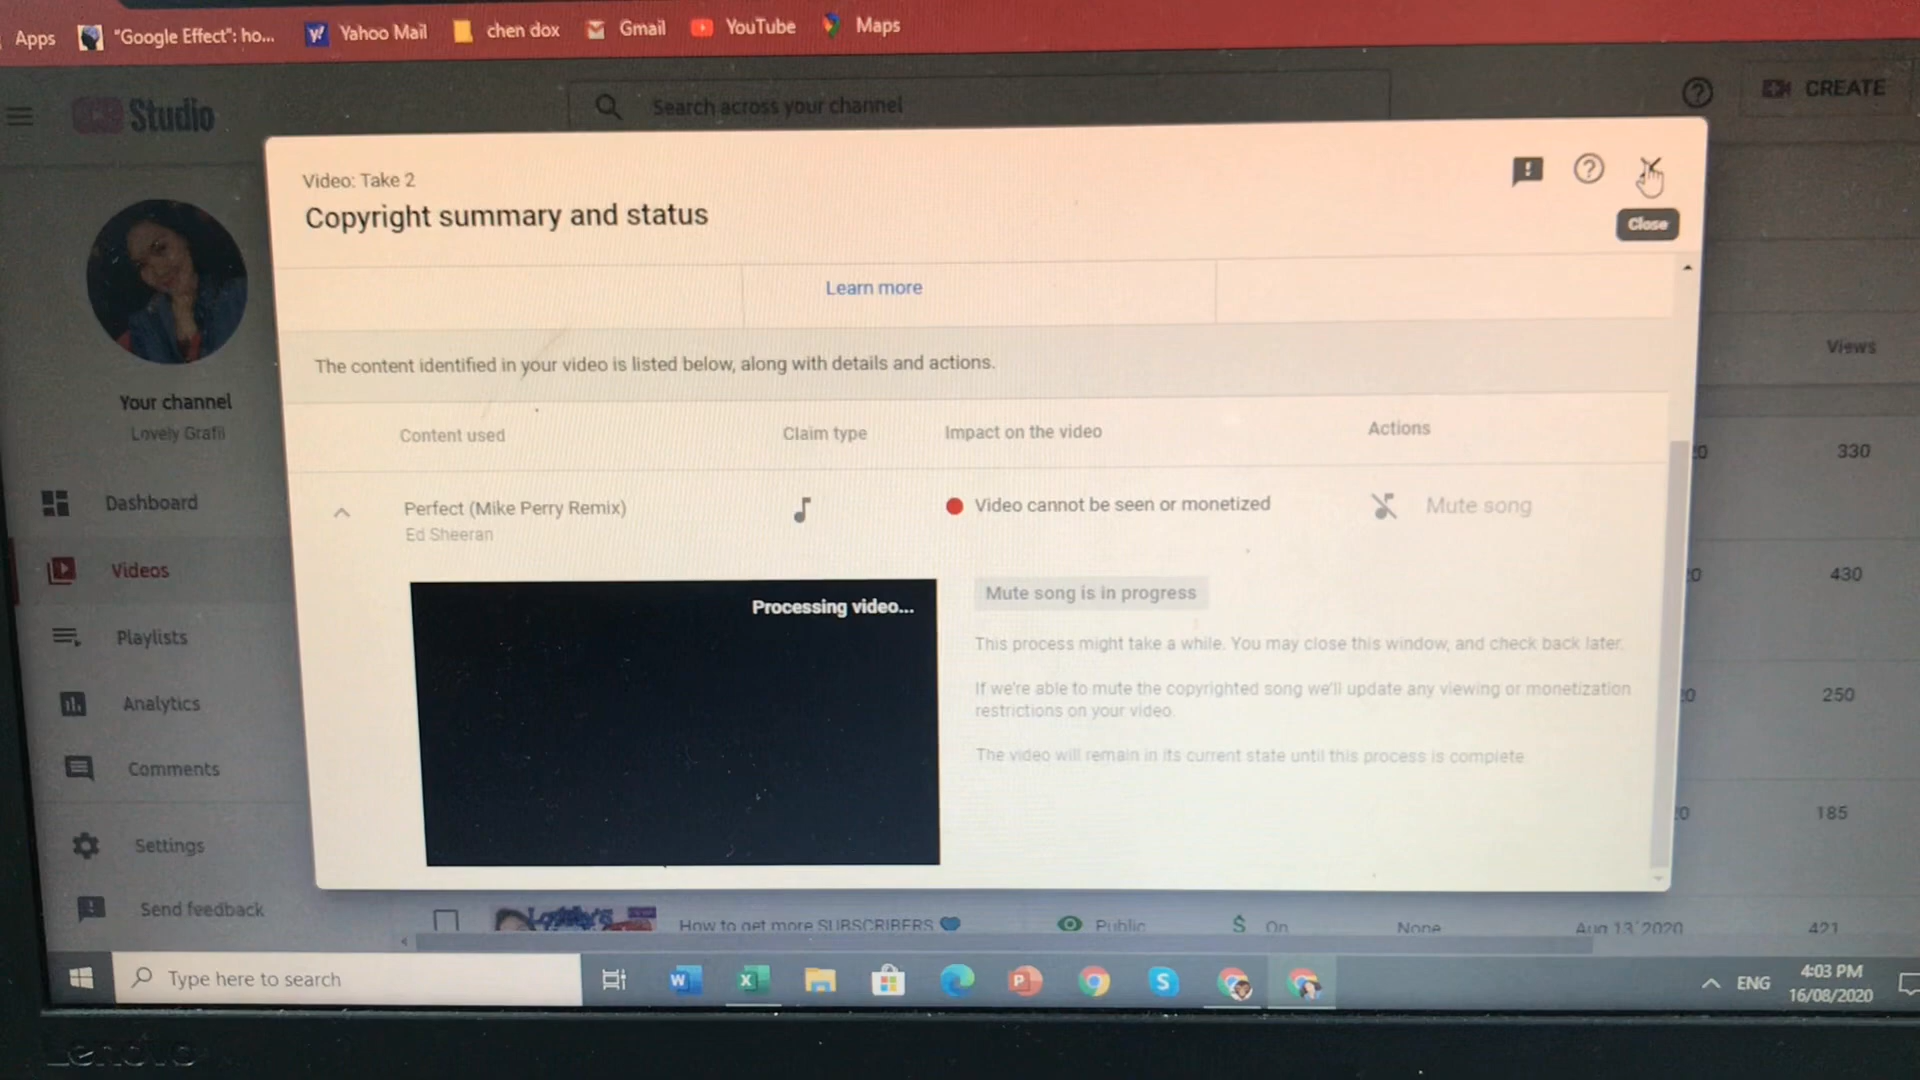 Apps
"Google Effect": ho...
Yahoo Mail
chen dox
Gmail
YouTube
Maps
Studio
Search across your channel
CREATE
Video: Take 2
Copyright summary and status
Close
Learn more
The content identified in your video is listed below, along with details and actions.
Views
Your channel
Lovely Grafil
Content used
Claim type
Impact on the video
Actions
330
Dashboard
Perfect (Mike Perry Remix)
Ed Sheeran
Video cannot be seen or monetized
Mute song
Videos
430
Processing video...
Mute song is in progress
Playlists
This process might take a while. You may close this window, and check back later.
Analytics
If we're able to mute the copyrighted song we'll update any viewing or monetization
restrictions on your video.
250
Comments
The video will remain in its current state until this process is complete
185
Settings
Send feedback
How to get more SUBSCRIBERS
Public
On
None
Aug 13, 2020
421
Type here to search
ENG
4:03 PM
16/08/2020
Lenovo